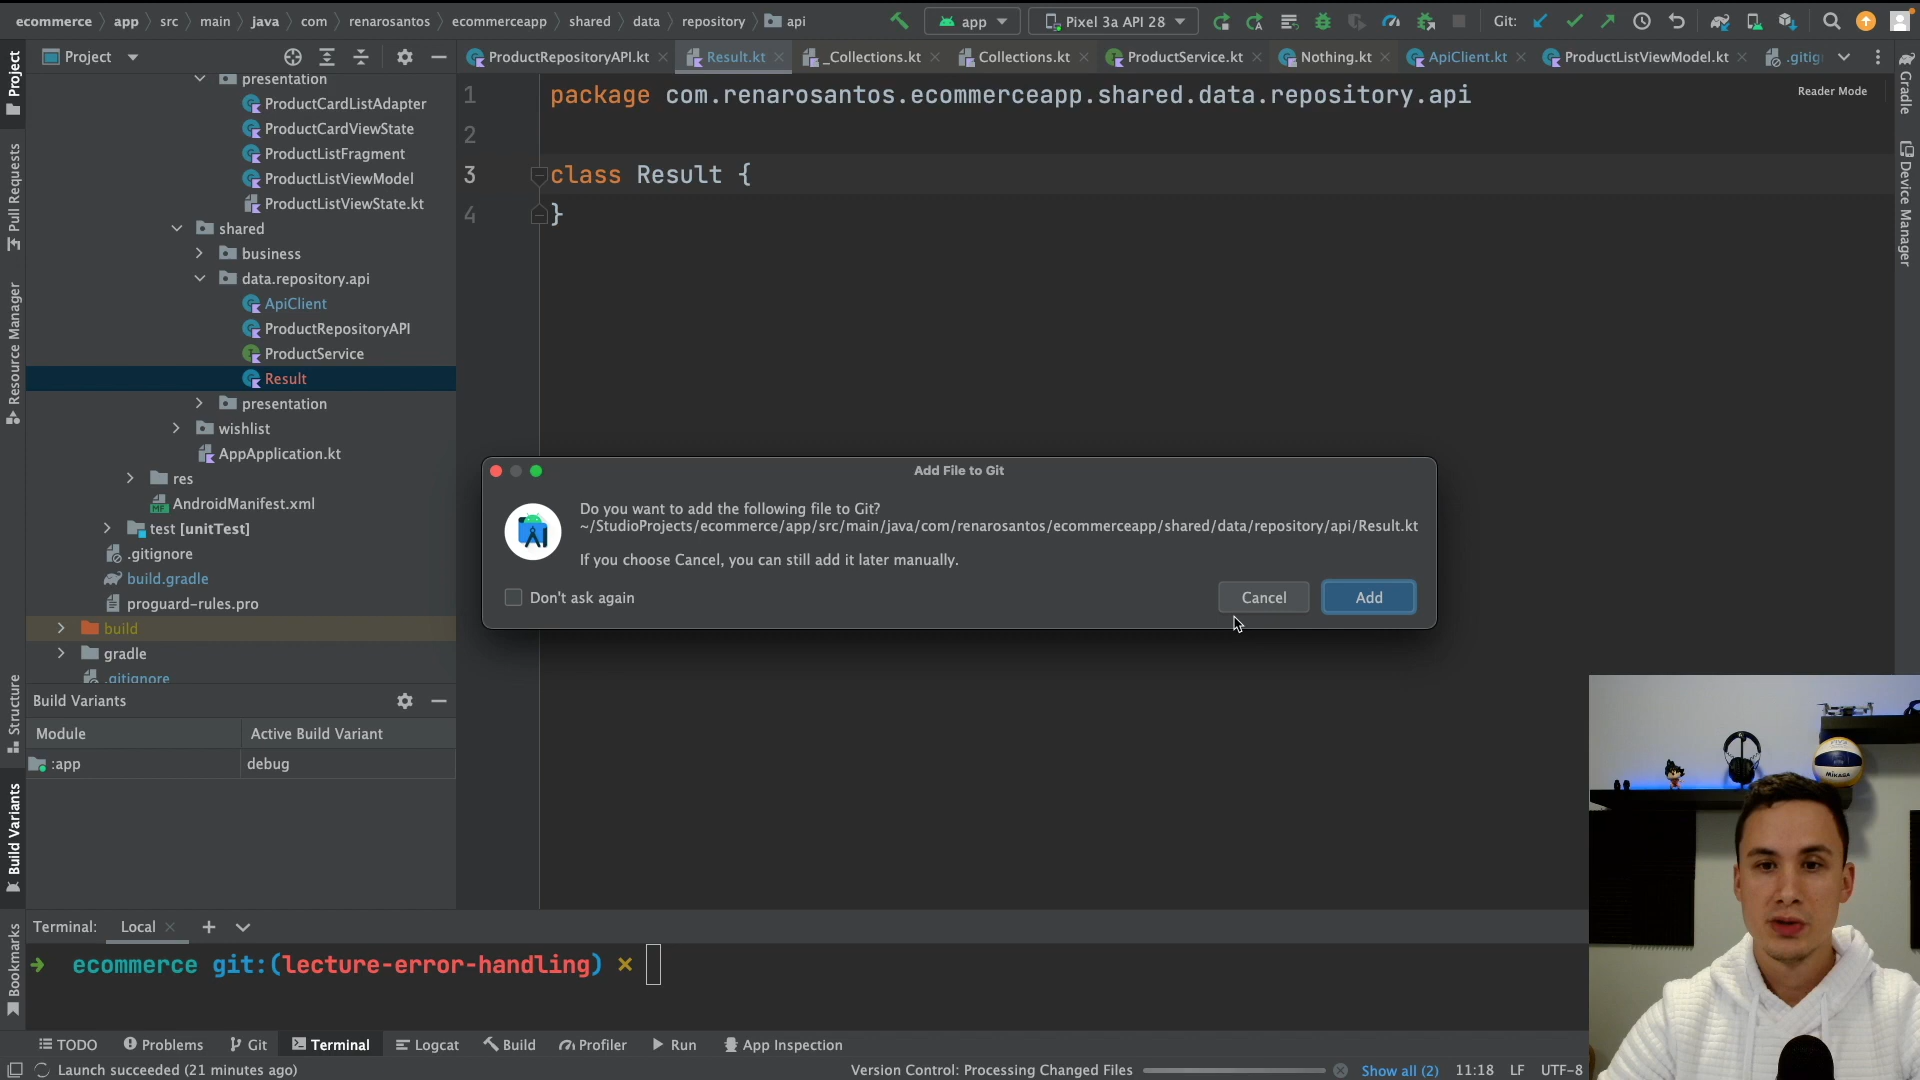 ecommerce app src main java com renarosantos ecommerceapp shared data repository api
app Pixel 3a API 28 Git:
Project
ProductRepositoryAPI.kt Result.kt _Collections.kt Collections.kt ProductService.kt Nothing.kt ApiClient.kt ProductListViewModel.kt .gitig
Project
Pull Requests
Resource Manager
Structure
Build Variants
Bookmarks
Gradle
Device Manager
presentation
ProductCardListAdapter
ProductCardViewState
ProductListFragment
ProductListViewModel
ProductListViewState.kt
shared
business
data.repository.api
ApiClient
ProductRepositoryAPI
ProductService
Result
presentation
wishlist
AppApplication.kt
res
AndroidManifest.xml
test [unitTest]
.gitignore
build.gradle
proguard-rules.pro
build
gradle
.gitignore
1 package com.renarosantos.ecommerceapp.shared.data.repository.api
Reader Mode
2
3 class Result {
4 }
Add File to Git
Do you want to add the following file to Git?
~/StudioProjects/ecommerce/app/src/main/java/com/renarosantos/ecommerceapp/shared/data/repository/api/Result.kt
If you choose Cancel, you can still add it later manually.
Don't ask again Cancel Add
Build Variants
Module Active Build Variant
:app debug
MIKASA
Terminal: Local
ecommerce git:(lecture-error-handling) ×
TODO Problems Git Terminal Logcat Build Profiler Run App Inspection
Launch succeeded (21 minutes ago) Version Control: Processing Changed Files Show all (2) 11:18 LF UTF-8